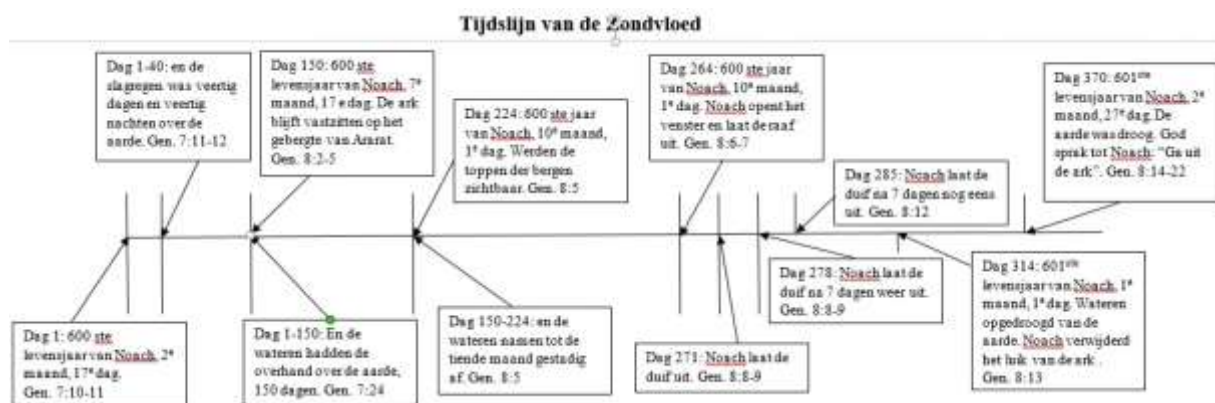 Tijdslijn van de Zondvloed
Dag 1-40: en de
slagregen was veertig
dagen en veertig
nachten over de
aarde. Gen. 7:11-12
Dag 150: 600 ste
levensjaar van Noach, 7e
maand, 17 e dag. De ark
blijft vastzitten op het
gebergte van Ararat.
Gen. 8:2-5
Dag 224: 600 ste jaar
van Noach, 10e maand,
1e dag. Werden de
toppen der bergen
zichtbaar. Gen. 8:5
Dag 264: 600 ste jaar
van Noach, 10e maand,
1e dag. Noach opent het
venster en laat de raaf
uit. Gen. 8:6-7
Dag 285: Noach laat de
duif na 7 dagen nog eens
uit. Gen. 8:12
Dag 370: 601ste
levensjaar van Noach, 2e
maand, 27e dag. De
aarde was droog. God
sprak tot Noach: "Ga uit
de ark". Gen. 8:14-22
Dag 1: 600 ste
levensjaar van Noach, 2e
maand, 17e dag.
Gen. 7:10-11
Dag 1-150: En de
wateren hadden de
overhand over de aarde,
150 dagen. Gen. 7:24
Dag 150-224: en de
wateren namen tot de
tiende maand gestadig
af. Gen. 8:5
Dag 271: Noach laat de
duif uit. Gen. 8:8-9
Dag 278: Noach laat de
duif na 7 dagen weer uit.
Gen. 8:8-9
Dag 314: 601ste
levensjaar van Noach, 1e
maand, 1e dag. Wateren
opgedroogd van de
aarde. Noach verwijderd
het luik van de ark .
Gen. 8:13